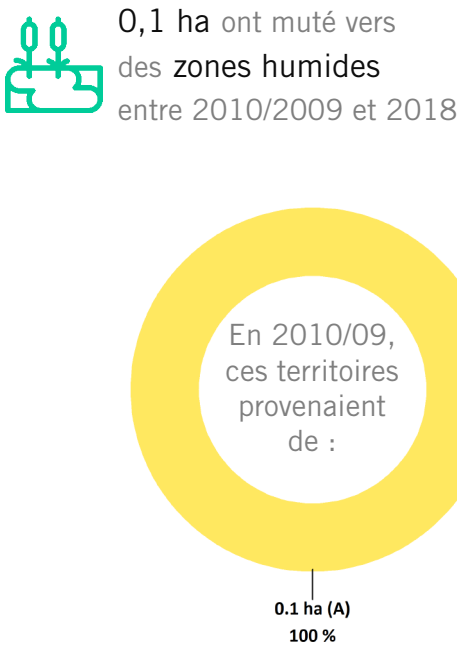 0,1 ha ont muté vers
des zones humides
entre 2010/2009 et 2018
En 2010/09,
ces territoires
provenaient
de :
0.1 ha (A)
100 %